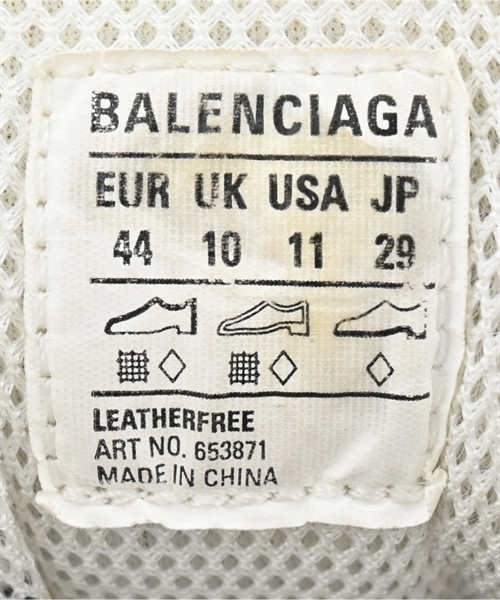 BALENCIAGA
EUR UK USA JP
44 10 11 29
LEATHERFREE
ART NO. 653871
MADE IN CHINA